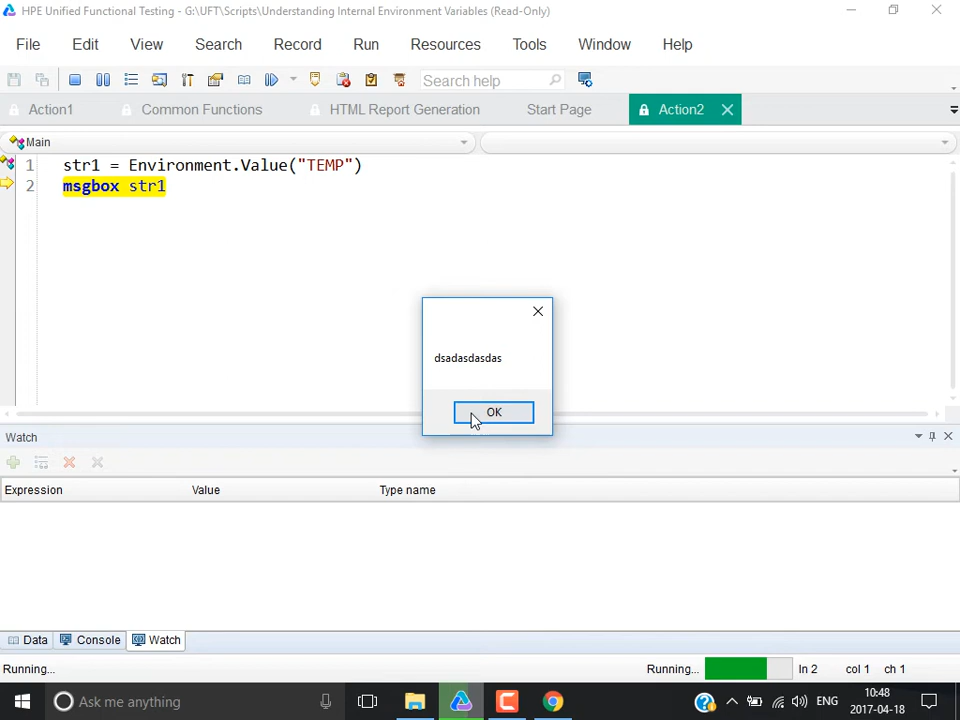 HPE Unified Functional Testing - G:\UFT\Scripts\Understanding Internal Environment Variables (Read-Only)
File Edit View Search Record Run Resources Tools Window Help
Search help
Action1 Common Functions HTML Report Generation Start Page Action2
Main
1 str1 = Environment.Value("TEMP")
2 msgbox str1
dsadasdasdas
OK
Watch
Expression Value Type name
Data Console Watch
Running... Running... ln 2 col 1 ch 1
Ask me anything ENG 10:48
2017-04-18